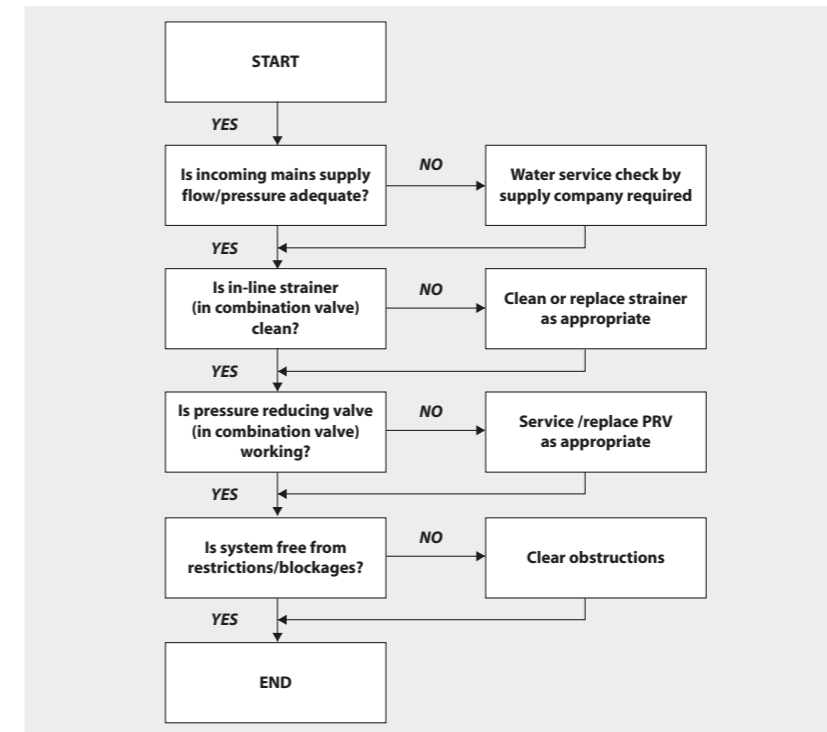 START
YES
Is incoming mains supply
flow/pressure adequate?
NO
Water service check by
supply company required
YES
Is in-line strainer
(in combination valve)
clean?
NO
Clean or replace strainer
as appropriate
YES
Is pressure reducing valve
(in combination valve)
working?
NO
Service /replace PRV
as appropriate
YES
Is system free from
restrictions/blockages?
NO
Clear obstructions
YES
END